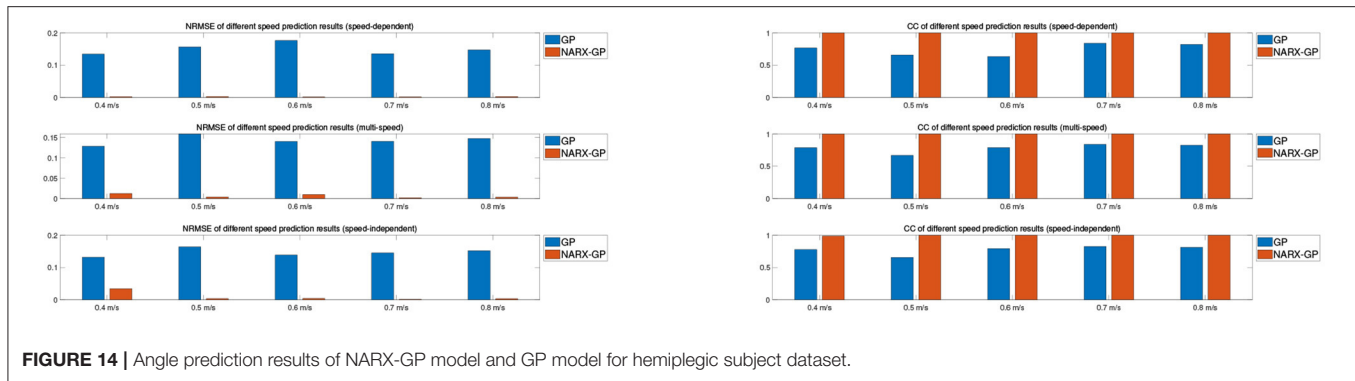 NRMSE of different speed prediction results (speed-dependent)
0.2
0.1
0
0.4 m/s 0.5 m/s 0.6 m/s 0.7 m/s 0.8 m/s
GP
NARX-GP
NRMSE of different speed prediction results (multi-speed)
0.15
0.1
0.05
0
0.4 m/s 0.5 m/s 0.6 m/s 0.7 m/s 0.8 m/s
GP
NARX-GP
NRMSE of different speed prediction results (speed-independent)
0.2
0.1
0
0.4 m/s 0.5 m/s 0.6 m/s 0.7 m/s 0.8 m/s
GP
NARX-GP
CC of different speed prediction results (speed-dependent)
1
0.5
0
0.4 m/s 0.5 m/s 0.6 m/s 0.7 m/s 0.8 m/s
GP
NARX-GP
CC of different speed prediction results (multi-speed)
1
0.5
0
0.4 m/s 0.5 m/s 0.6 m/s 0.7 m/s 0.8 m/s
GP
NARX-GP
CC of different speed prediction results (speed-independent)
1
0.5
0
0.4 m/s 0.5 m/s 0.6 m/s 0.7 m/s 0.8 m/s
GP
NARX-GP
FIGURE 14 | Angle prediction results of NARX-GP model and GP model for hemiplegic subject dataset.